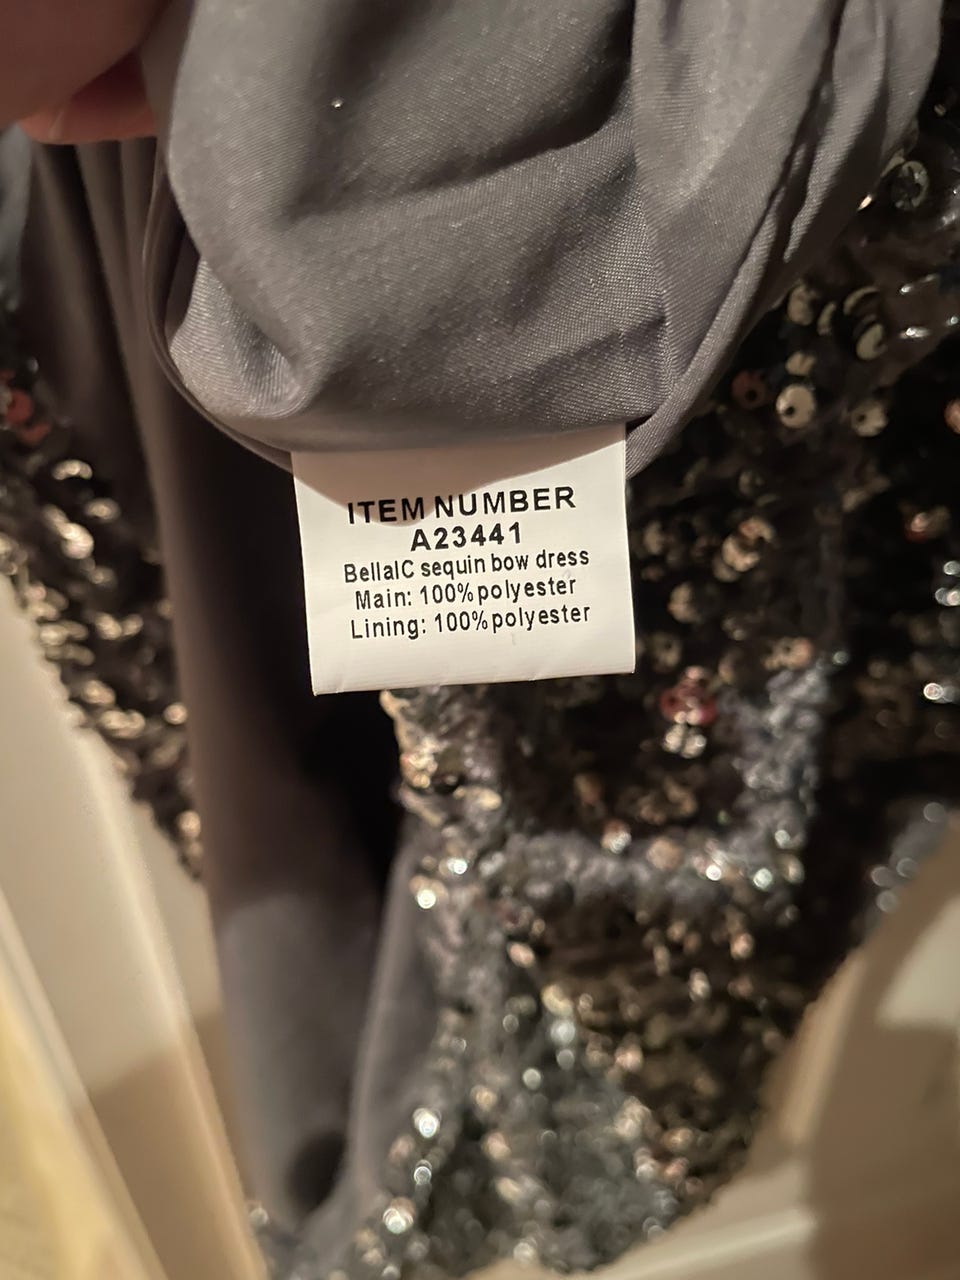 ITEM NUMBER
A23441
BellaIC sequin bow dress
Main: 100% polyester
Lining: 100% polyester